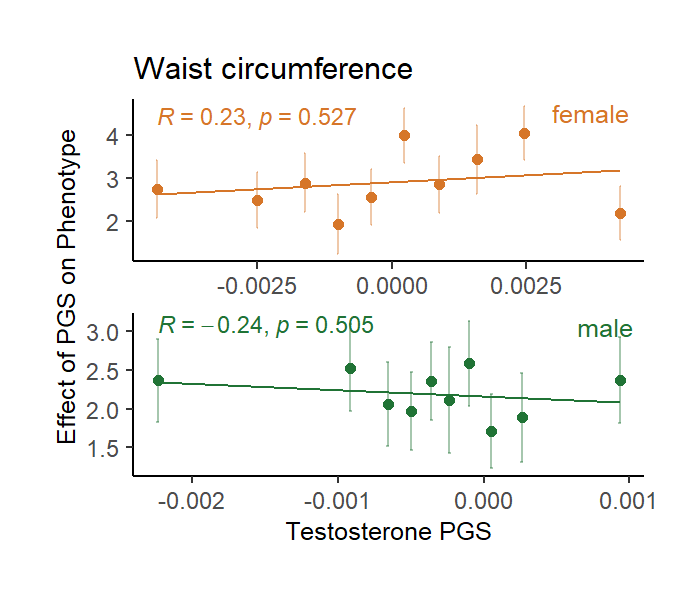 Waist circumference
R = 0.23, p = 0.527
female
4
3
2
-0.0025 0.0000 0.0025
Effect of PGS on Phenotype
R = −0.24, p = 0.505
male
3.0
2.5
2.0
1.5
-0.002 -0.001 0.000 0.001
Testosterone PGS